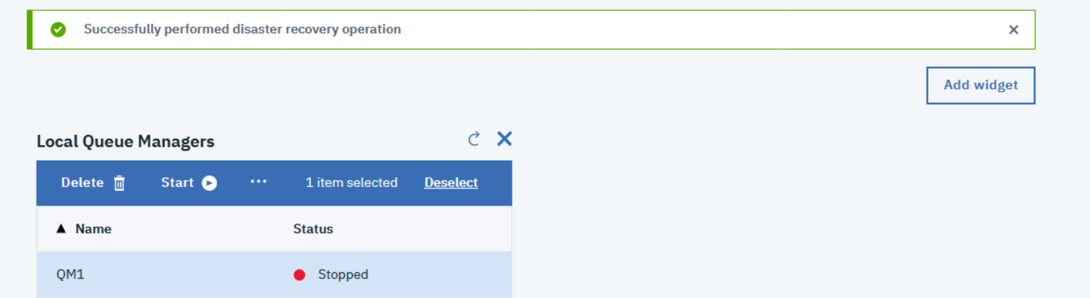 Successfully performed disaster recovery operation
Add widget
Local Queue Managers
Delete Start ... 1 item selected Deselect
Name Status
QM1 Stopped